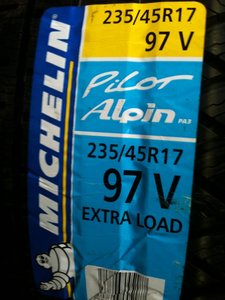 MICHELIN
235/45R17
97 V
PiLOT
Alpin PA3
235/45R17
97 V
EXTRA LOAD